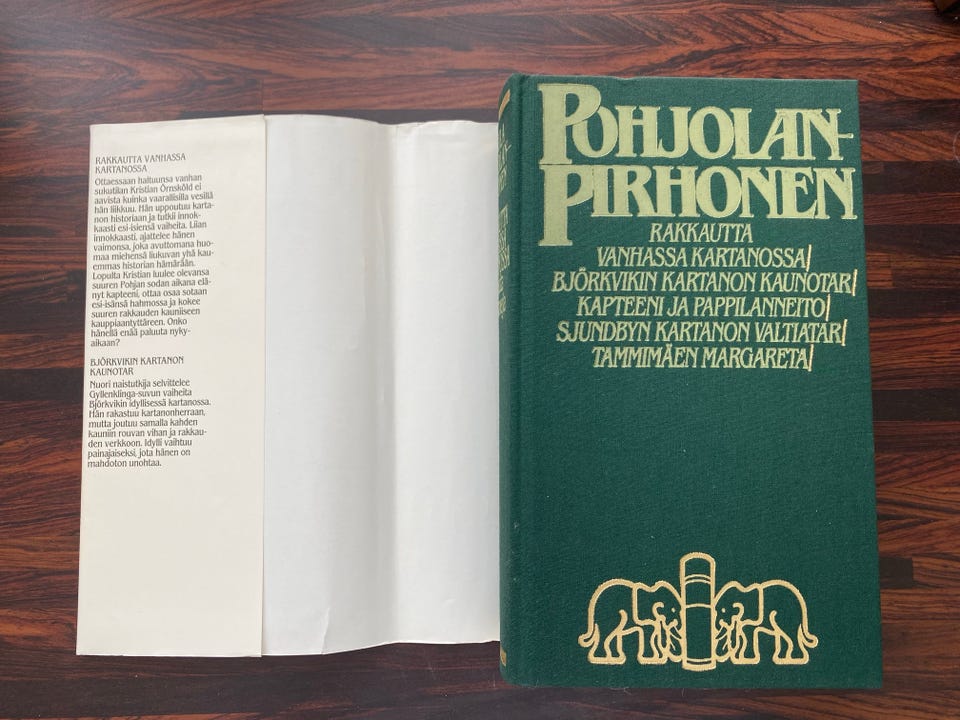 RAKKAUTTA VANHASSA
KARTANOSSA
Ottaessaan haltuunsa vanhan
sukutilan Kristian Örnsköld ei
aavista kuinka vaarallisilla vesillä
hän liikkuu. Hän uppoutuu karta-
non historiaan ja tutkii innok-
kaasti esi-isiensä vaiheita. Liian
innokkaasti, ajattelee hänen
vaimonsa, joka avuttomana huo-
maa miehensä liukuvan yhä kau-
emmas historian hämärään.
Lopulta Kristian luulee olevansa
suuren Pohjan sodan aikana elä-
nyt kapteeni, ottaa osaa sotaan
esi-isänsä hahmossa ja kokee
suuren rakkauden kauniiseen
kauppiaantyttäreen. Onko
hänellä enää paluuta nyky-
aikaan?
BJÖRKVIKIN KARTANON
KAUNOTAR
Nuori naistutkija selvittelee
Gyllenklinga-suvun vaiheita
Björkvikin idyllisessä kartanossa.
Hän rakastuu kartanonherraan,
mutta joutuu samalla kahden
kauniin rouvan vihan ja rakkau-
den verkkoon. Idylli vaihtuu
painajaiseksi, jota hänen on
mahdoton unohtaa.
POHJOLAN-
PIRHONEN
RAKKAUTTA
VANHASSA KARTANOSSA/
BJÖRKVIKIN KARTANON KAUNOTAR/
KAPTEENI JA PAPPILANNEITO/
SJUNDBYN KARTANON VALTIATAR/
TAMMIMÄEN MARGARETA/